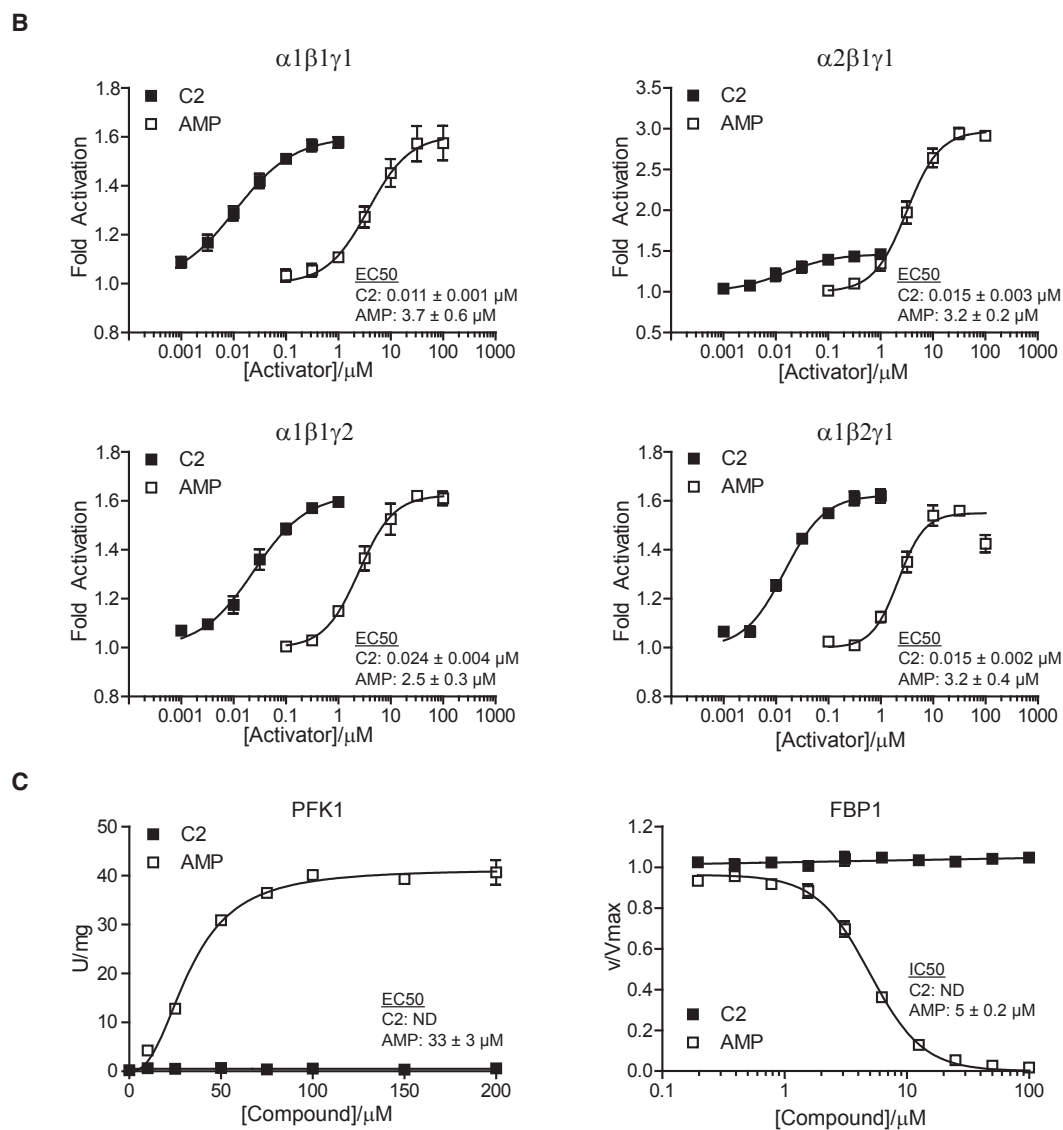 B
α1β1γ1
C2
AMP
Fold Activation
1.8
1.6
1.4
1.2
1.0
0.8
EC50
C2: 0.011 ± 0.001 μM
AMP: 3.7 ± 0.6 μM
0.001 0.01 0.1 1 10 100 1000
[Activator]/μM
α2β1γ1
C2
AMP
Fold Activation
3.5
3.0
2.5
2.0
1.5
1.0
0.5
EC50
C2: 0.015 ± 0.003 μM
AMP: 3.2 ± 0.2 μM
0.001 0.01 0.1 1 10 100 1000
[Activator]/μM
α1β1γ2
C2
AMP
Fold Activation
1.8
1.6
1.4
1.2
1.0
0.8
EC50
C2: 0.024 ± 0.004 μM
AMP: 2.5 ± 0.3 μM
0.001 0.01 0.1 1 10 100 1000
[Activator]/μM
α1β2γ1
C2
AMP
Fold Activation
1.8
1.6
1.4
1.2
1.0
0.8
EC50
C2: 0.015 ± 0.002 μM
AMP: 3.2 ± 0.4 μM
0.001 0.01 0.1 1 10 100 1000
[Activator]/μM
C
PFK1
C2
AMP
U/mg
50
40
30
20
10
0
EC50
C2: ND
AMP: 33 ± 3 μM
0 50 100 150 200
[Compound]/μM
FBP1
v/Vmax
1.2
1.0
0.8
0.6
0.4
0.2
0.0
IC50
C2: ND
AMP: 5 ± 0.2 μM
C2
AMP
0.1 1 10 100
[Compound]/μM